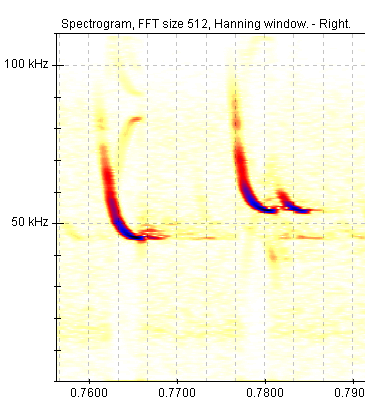 Spectrogram, FFT size 512, Hanning window. - Right.
100 kHz
50 kHz
0.7600 0.7700 0.7800 0.790